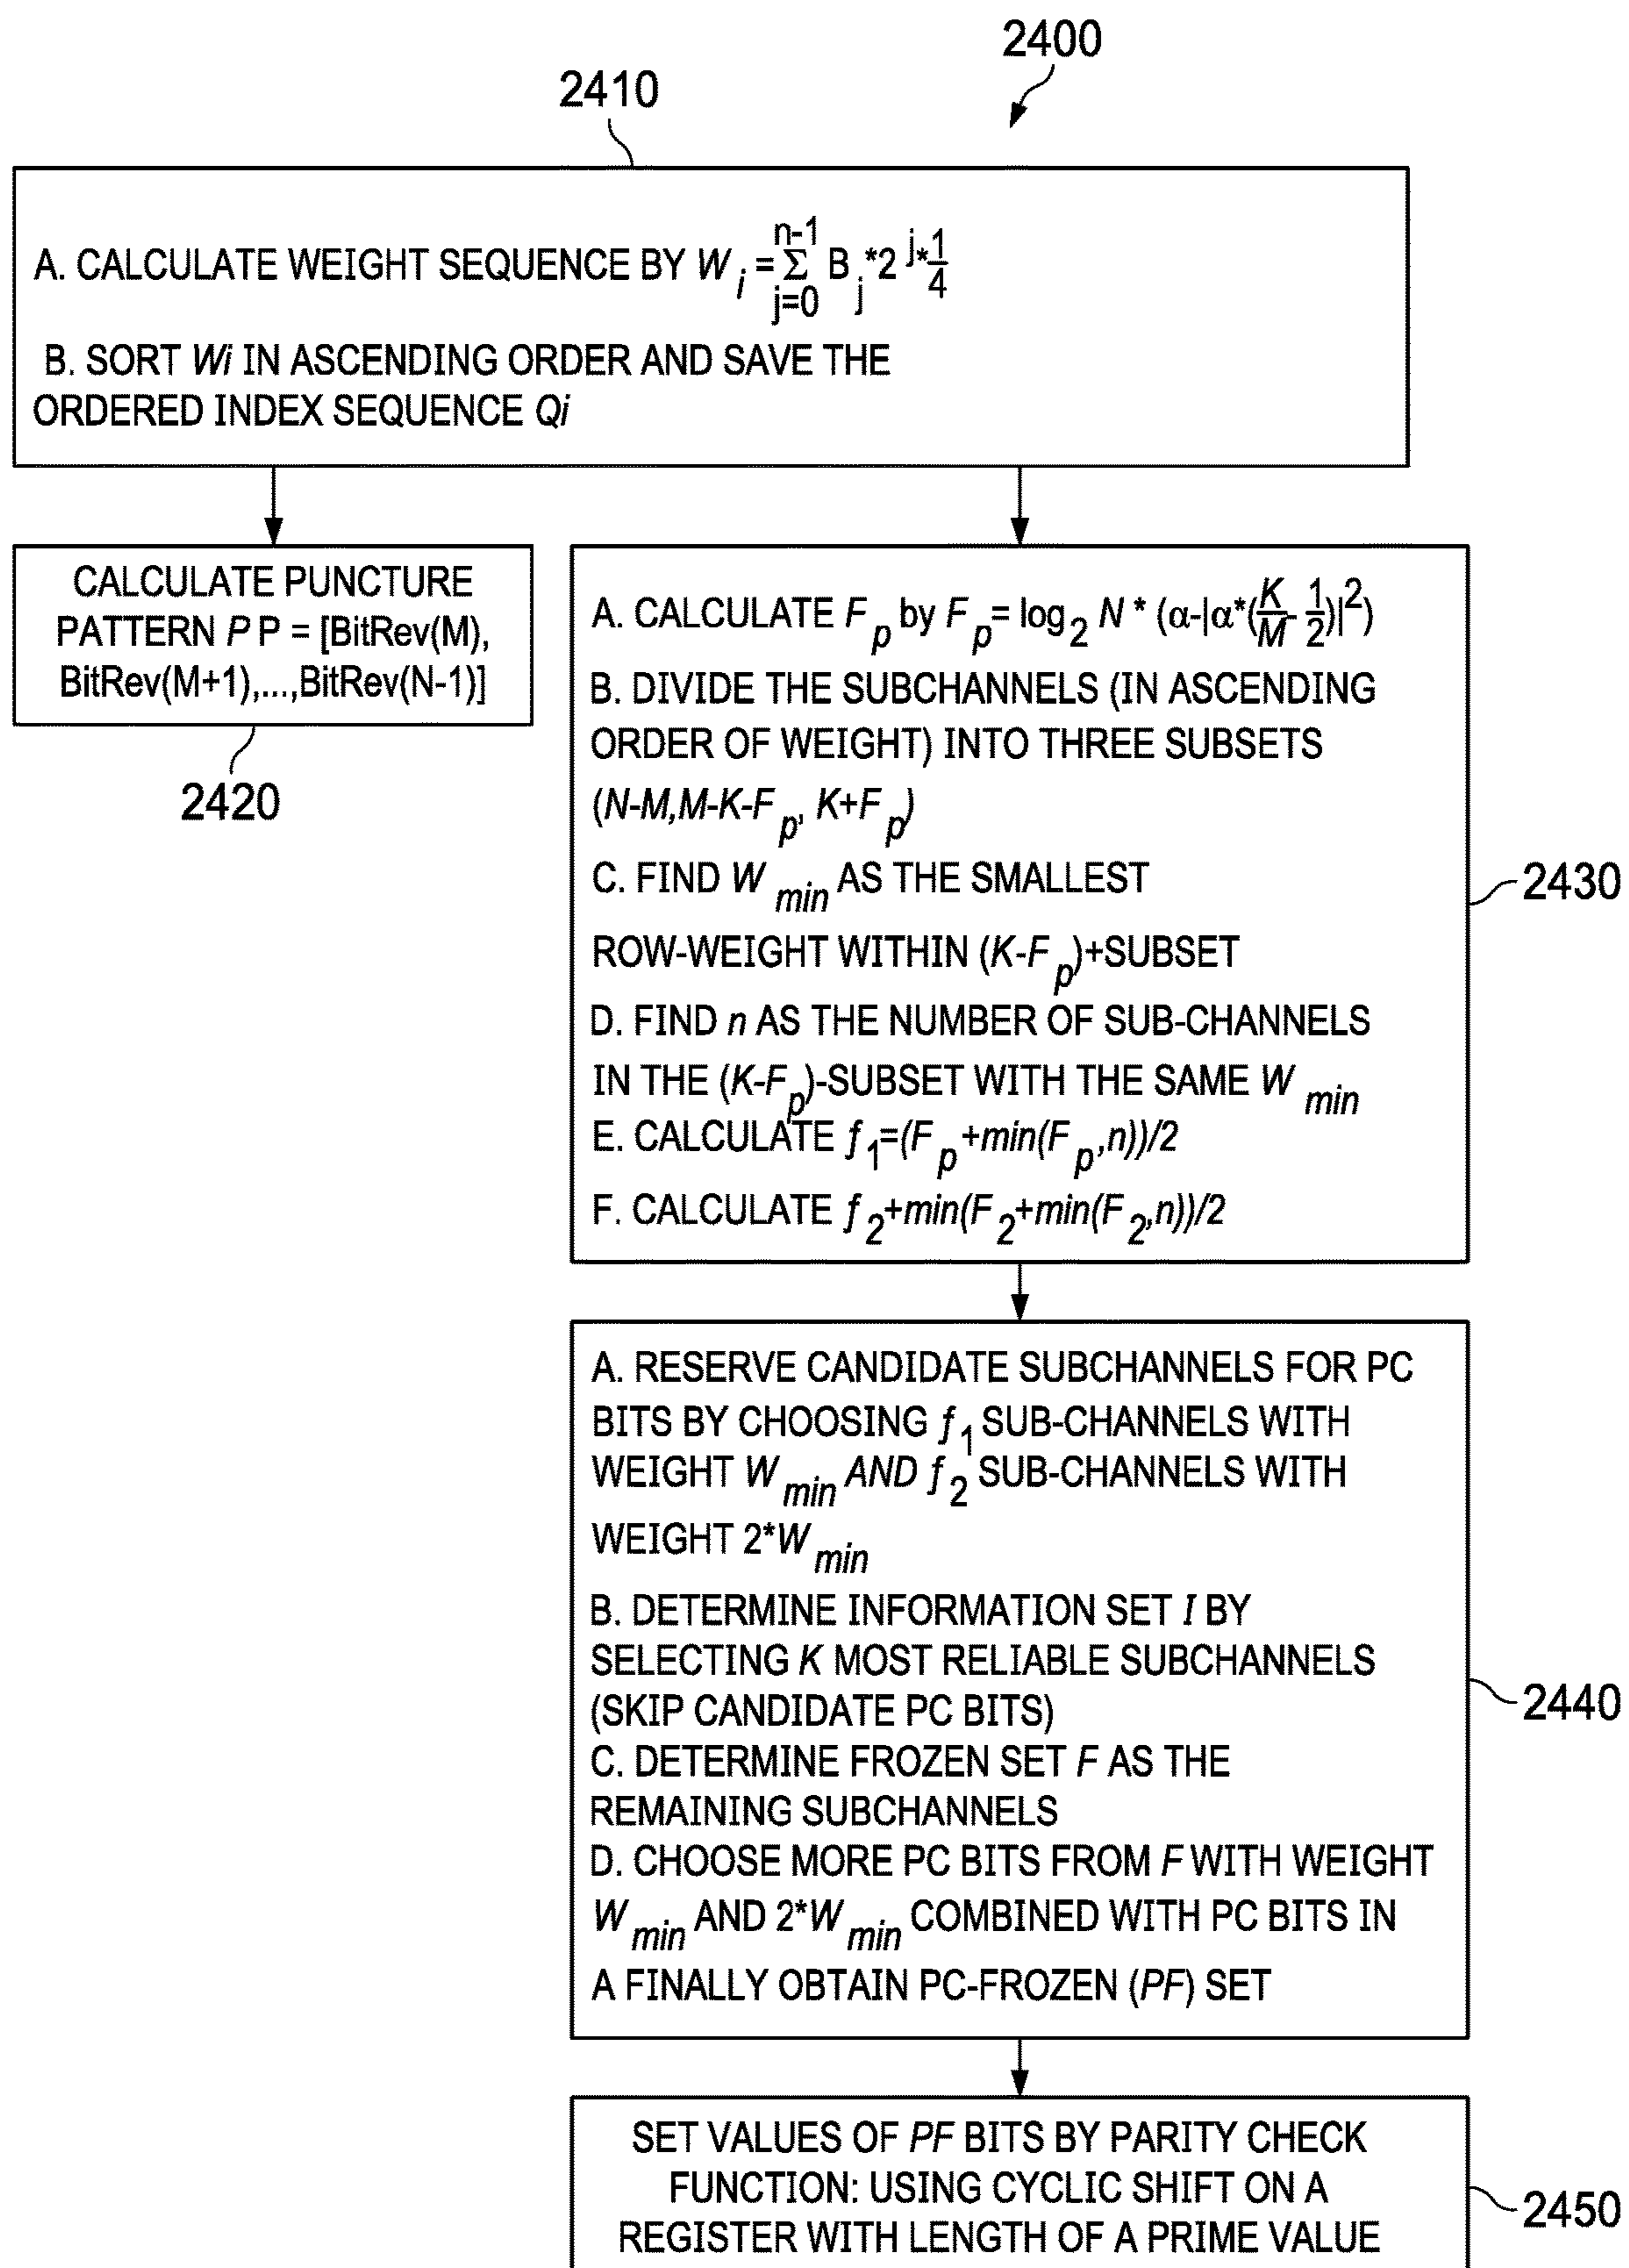 2400
2410
A. CALCULATE WEIGHT SEQUENCE BY W_i = Σ_{j=0}^{n-1} B_j*2^{j*1/4}
B. SORT Wi IN ASCENDING ORDER AND SAVE THE
ORDERED INDEX SEQUENCE Qi
CALCULATE PUNCTURE
PATTERN P P = [BitRev(M),
BitRev(M+1),...,BitRev(N-1)]
2420
A. CALCULATE F_p by F_p = log_2 N * (α-|α*(K/M - 1/2)|^2)
B. DIVIDE THE SUBCHANNELS (IN ASCENDING
ORDER OF WEIGHT) INTO THREE SUBSETS
(N-M,M-K-F_p, K+F_p)
C. FIND W_min AS THE SMALLEST
ROW-WEIGHT WITHIN (K-F_p)+SUBSET
D. FIND n AS THE NUMBER OF SUB-CHANNELS
IN THE (K-F_p)-SUBSET WITH THE SAME W_min
E. CALCULATE f_1=(F_p+min(F_p,n))/2
F. CALCULATE f_2+min(F_2+min(F_2,n))/2
2430
A. RESERVE CANDIDATE SUBCHANNELS FOR PC
BITS BY CHOOSING f_1 SUB-CHANNELS WITH
WEIGHT W_min AND f_2 SUB-CHANNELS WITH
WEIGHT 2*W_min
B. DETERMINE INFORMATION SET I BY
SELECTING K MOST RELIABLE SUBCHANNELS
(SKIP CANDIDATE PC BITS)
C. DETERMINE FROZEN SET F AS THE
REMAINING SUBCHANNELS
D. CHOOSE MORE PC BITS FROM F WITH WEIGHT
W_min AND 2*W_min COMBINED WITH PC BITS IN
A FINALLY OBTAIN PC-FROZEN (PF) SET
2440
SET VALUES OF PF BITS BY PARITY CHECK
FUNCTION: USING CYCLIC SHIFT ON A
REGISTER WITH LENGTH OF A PRIME VALUE
2450